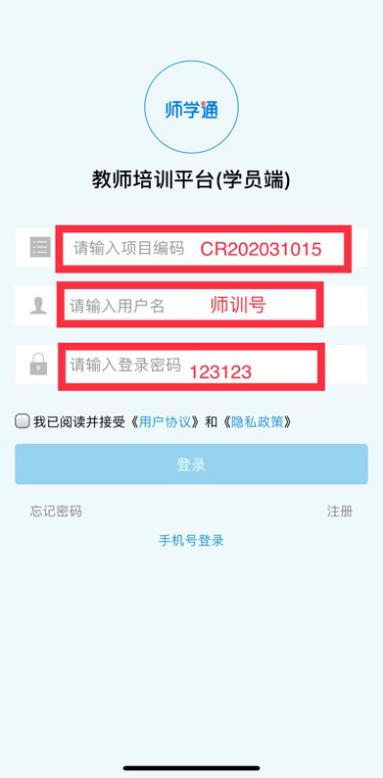 师学通
教师培训平台(学员端)
请输入项目编码 CR202031015
请输入用户名 师训号
请输入登录密码 123123
我已阅读并接受《用户协议》和《隐私政策》
登录
忘记密码 注册
手机号登录